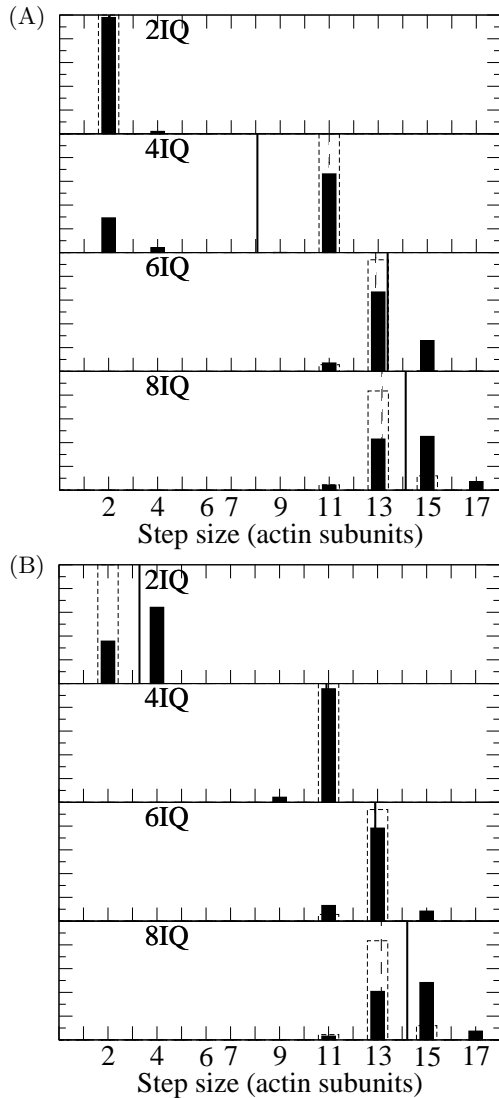 (A)
2IQ
4IQ
6IQ
8IQ
2 4 6 7 9 11 13 15 17
Step size (actin subunits)
(B)
2IQ
4IQ
6IQ
8IQ
2 4 6 7 9 11 13 15 17
Step size (actin subunits)